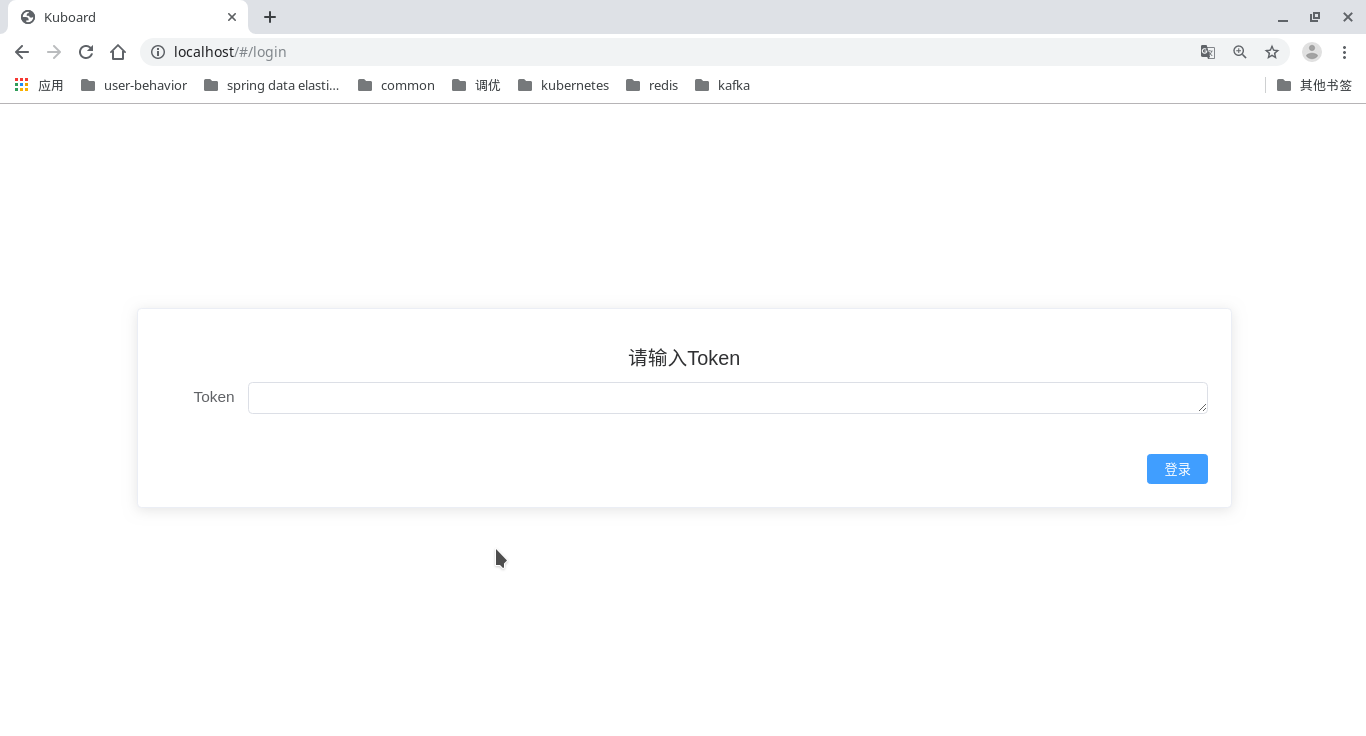 Kuboard
localhost/#/login
应用 user-behavior spring data elasti... common 调优 kubernetes redis kafka 其他书签
请输入Token
Token
登录